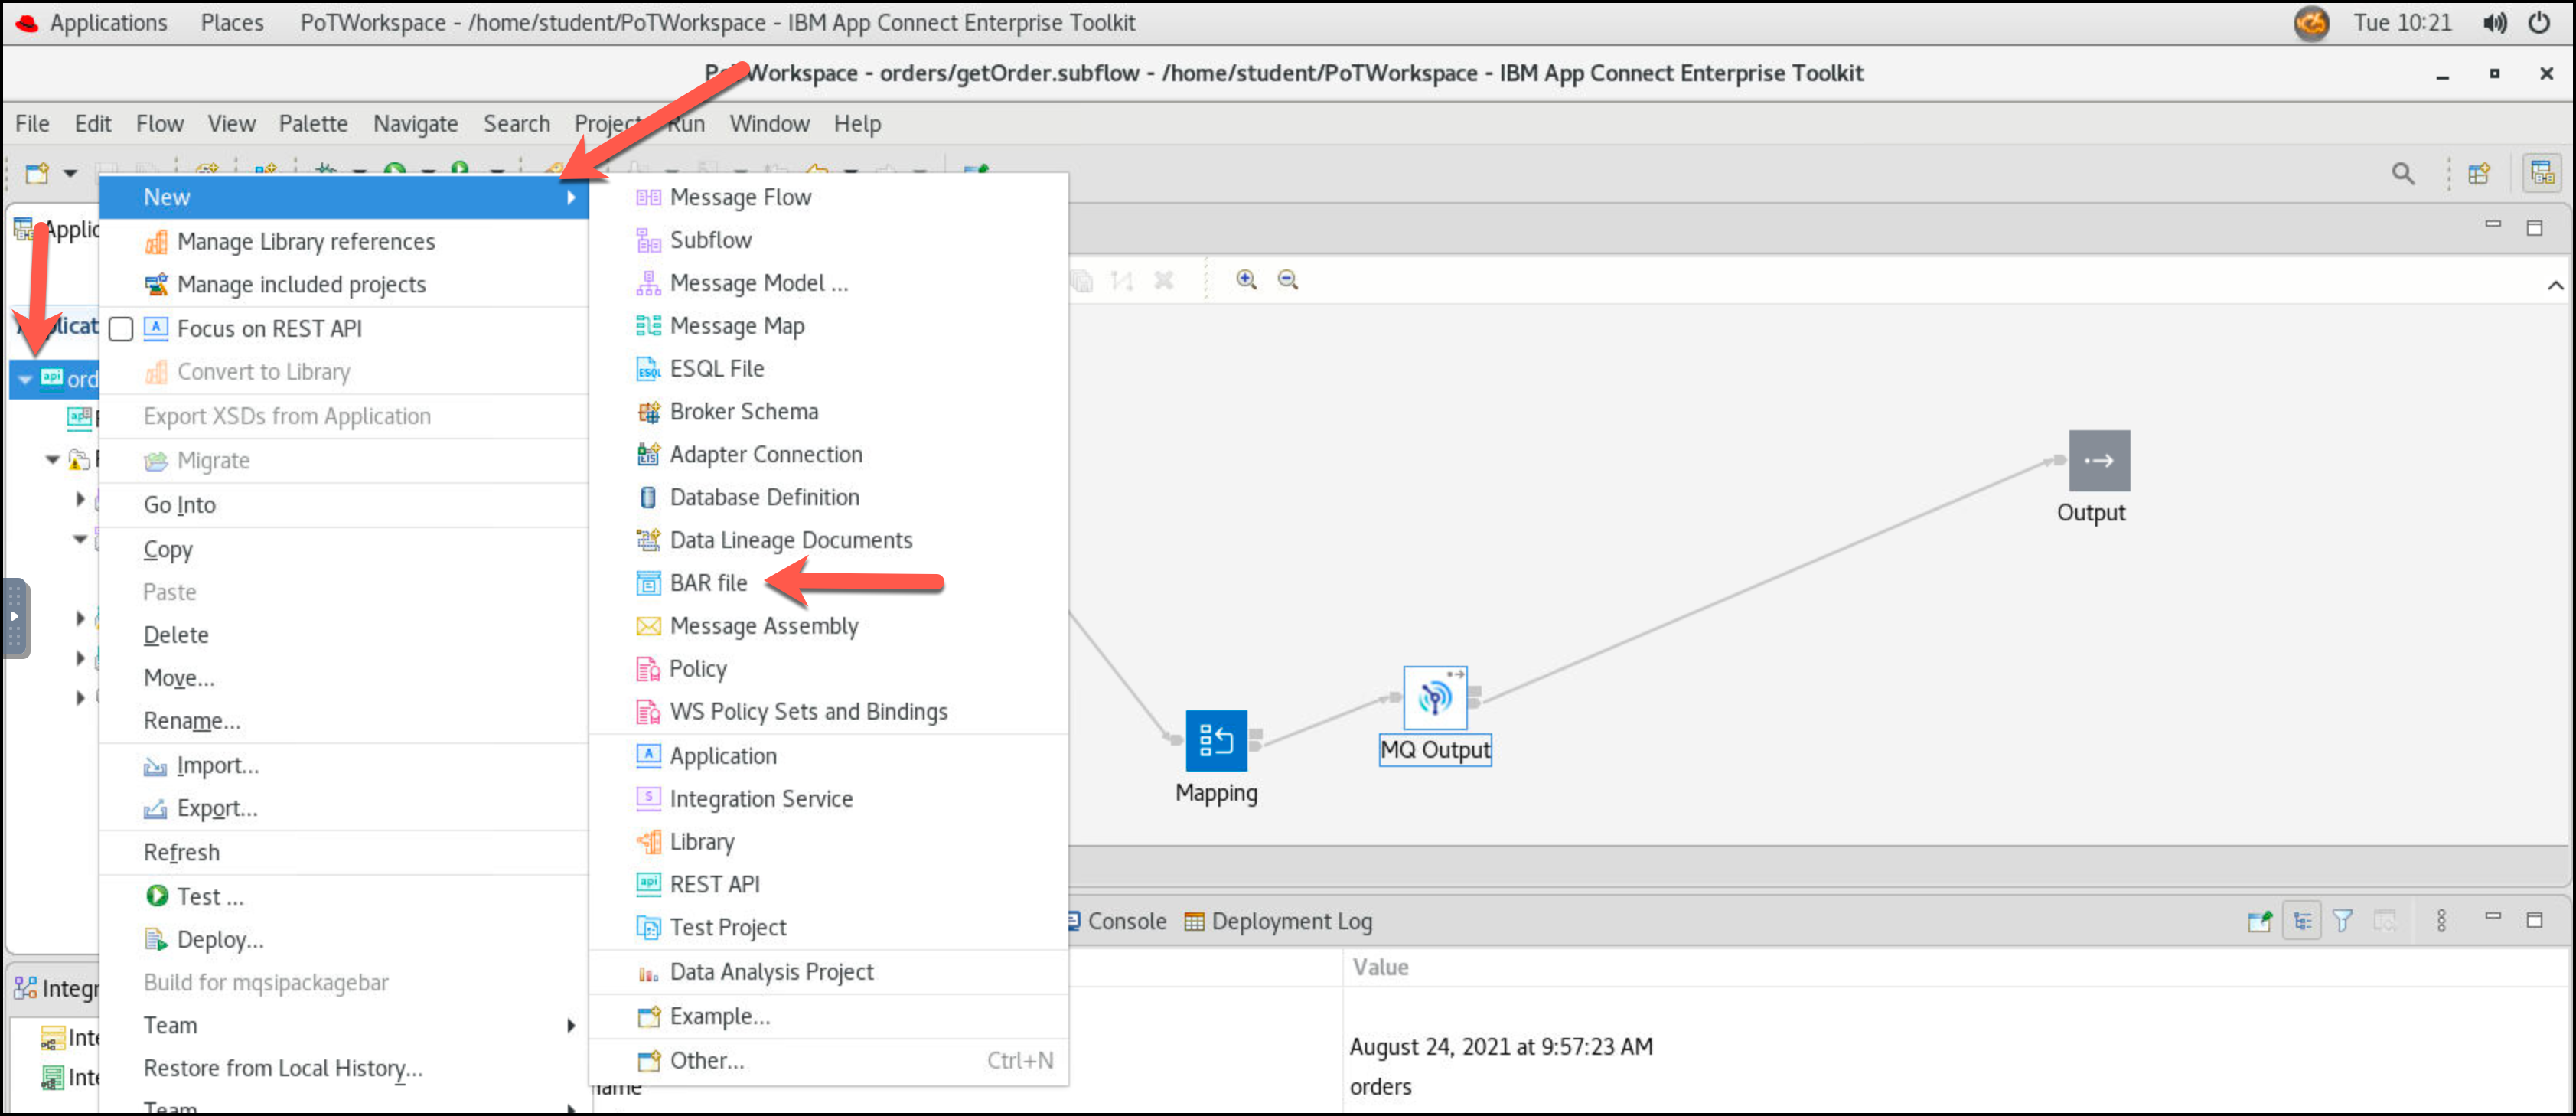 Applications Places PoTWorkspace - /home/student/PoTWorkspace - IBM App Connect Enterprise Toolkit Tue 10:21
PoTWorkspace - orders/getOrder.subflow - /home/student/PoTWorkspace - IBM App Connect Enterprise Toolkit
File Edit Flow View Palette Navigate Search Project Run Window Help
Applic
Applicat
api ord
Integr
Inte
Inte
New
Manage Library references
Manage included projects
Focus on REST API
Convert to Library
Export XSDs from Application
Migrate
Go Into
Copy
Paste
Delete
Move...
Rename...
Import...
Export...
Refresh
Test ...
Deploy...
Build for mqsipackagebar
Team
Restore from Local History...
Team
Message Flow
Subflow
Message Model ...
Message Map
ESQL File
Broker Schema
Adapter Connection
Database Definition
Data Lineage Documents
BAR file
Message Assembly
Policy
WS Policy Sets and Bindings
Application
Integration Service
Library
REST API
Test Project
Data Analysis Project
Example...
Other... Ctrl+N
Output
MQ Output
Mapping
Console Deployment Log
Value
August 24, 2021 at 9:57:23 AM
name orders